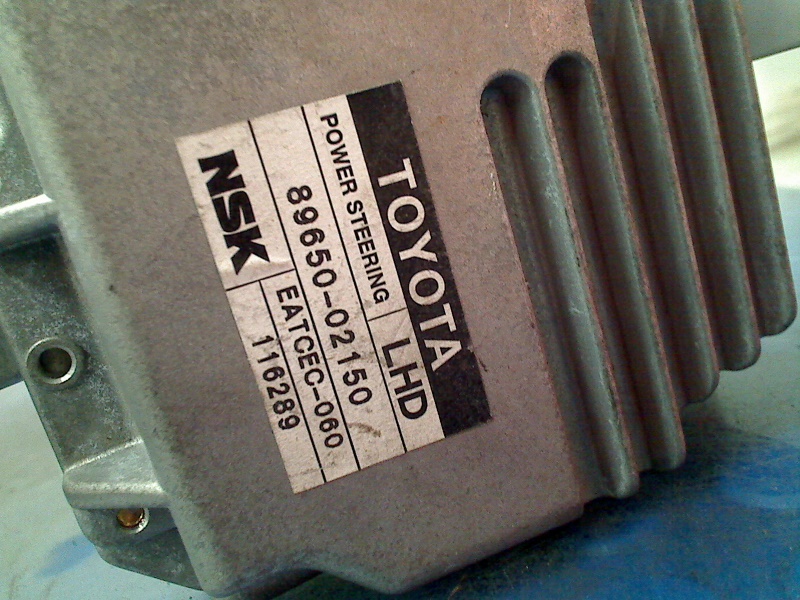 TOYOTA
POWER STEERING LHD
89650-02150
NSK EATCEC-060
116289